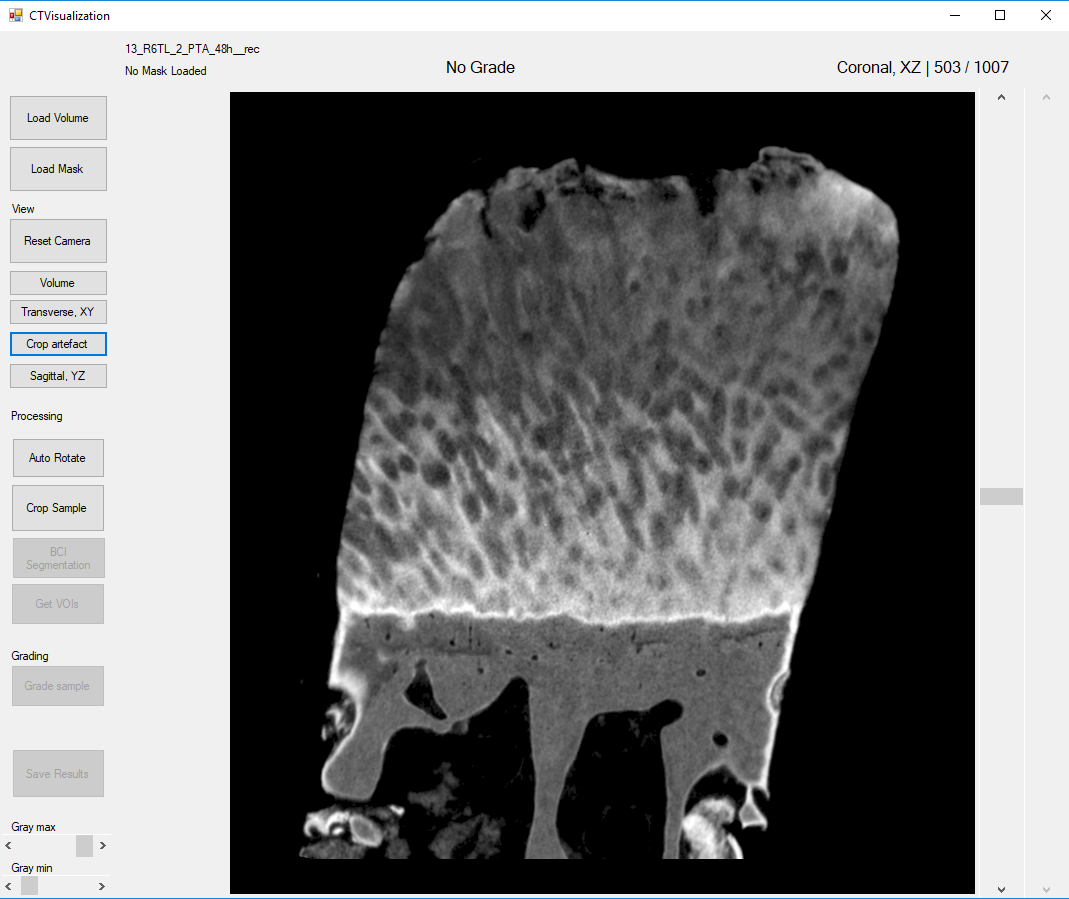 CTVisualization
13_R6TL_2_PTA_48h__rec
No Mask Loaded
No Grade
Coronal, XZ | 503 / 1007
Load Volume
Load Mask
View
Reset Camera
Volume
Transverse, XY
Crop artefact
Sagittal, YZ
Processing
Auto Rotate
Crop Sample
BCI
Segmentation
Get VOIs
Grading
Grade sample
Save Results
Gray max
Gray min